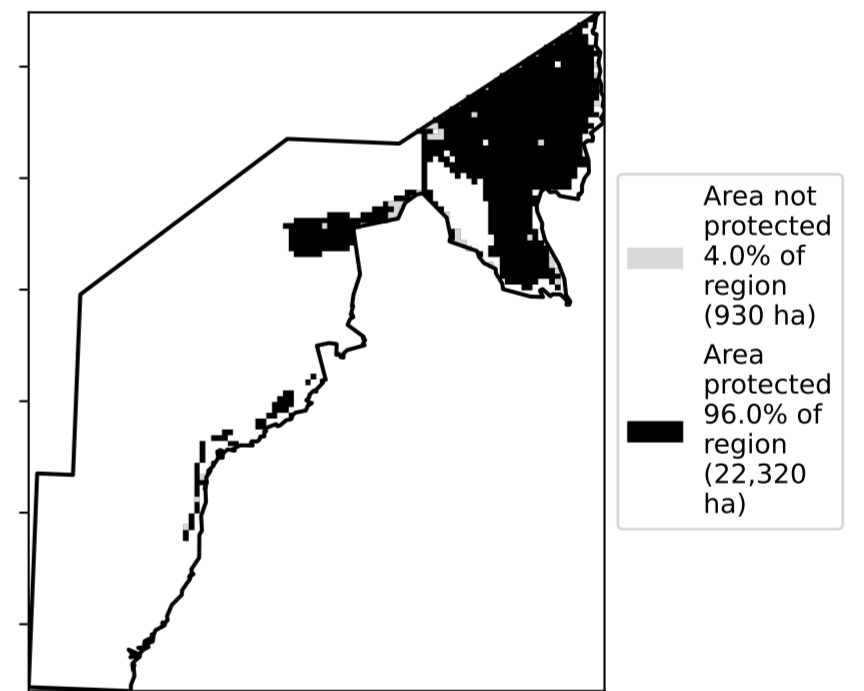 Area not
protected
4.0% of
region
(930 ha)
Area
protected
96.0% of
region
(22,320
ha)